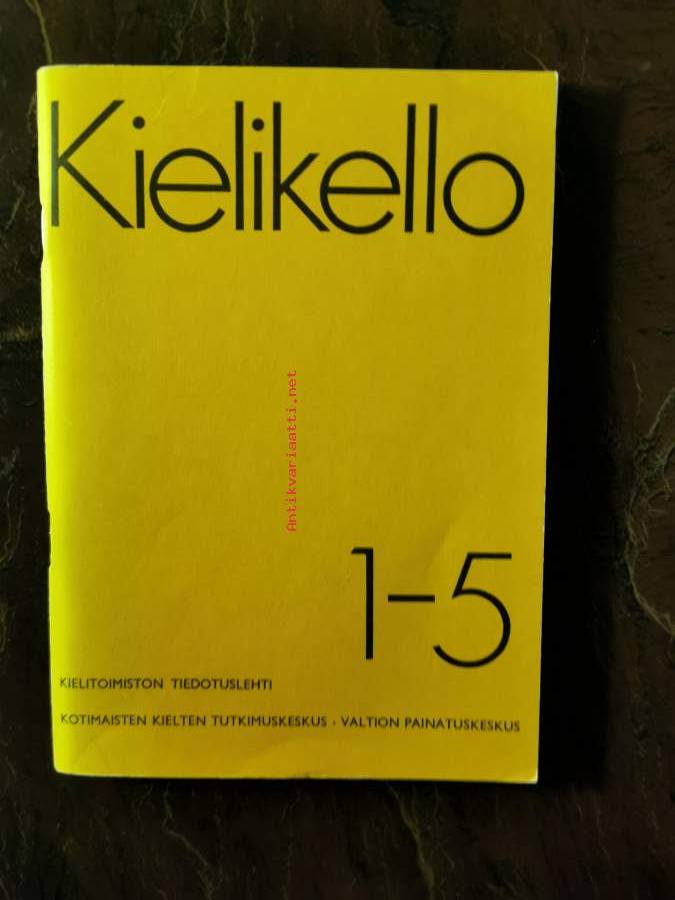 Kielikello
Antikvariaatti.net
1-5
KIELITOIMISTON TIEDOTUSLEHTI
KOTIMAISTEN KIELTEN TUTKIMUSKESKUS · VALTION PAINATUSKESKUS